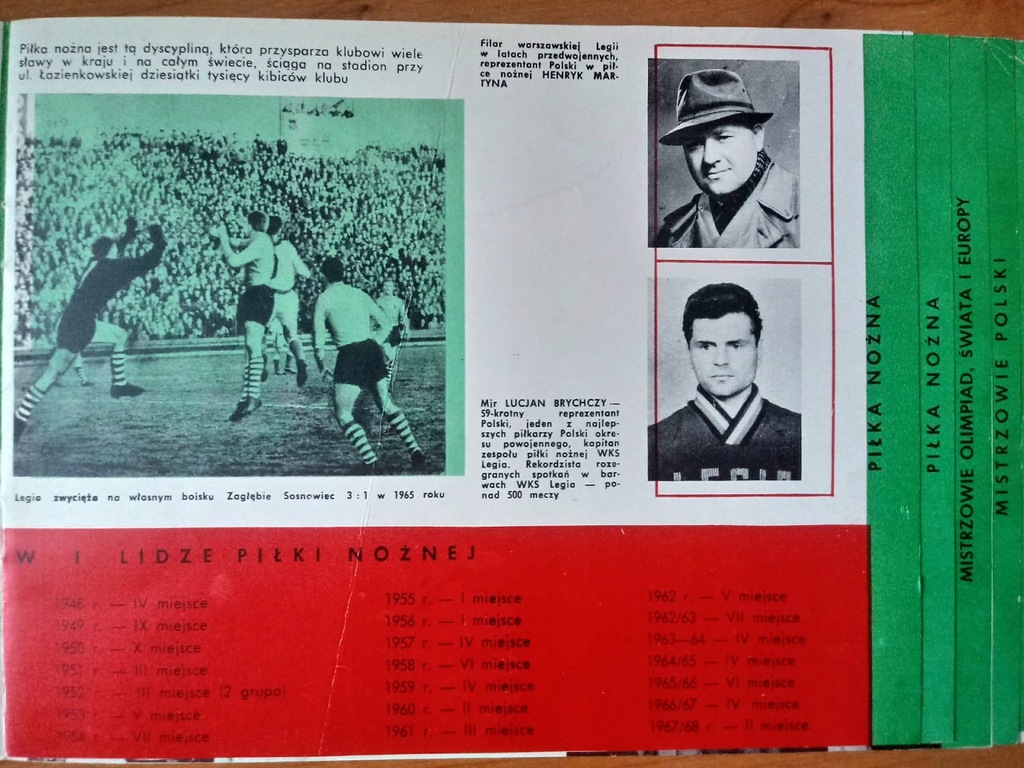 Piłka nożna jest tą dyscypliną, która przysparza klubowi wiele
sławy w kraju i na całym świecie, ściąga na stadion przy
ul. Łazienkowskiej dziesiątki tysięcy kibiców klubu
Filar warszawskiej Legii
w latach przedwojennych,
reprezentant Polski w pił-
ce nożnej HENRYK MAR-
TYNA
Mjr LUCJAN BRYCHCZY —
59-krotny reprezentant
Polski, jeden z najlep-
szych piłkarzy Polski okre-
su powojennego, kapitan
zespołu piłki nożnej WKS
Legia. Rekordzista roze-
granych spotkań w bar-
wach WKS Legia — po-
nad 500 meczy
Legia zwycięża na własnym boisku Zagłębie Sosnowiec 3:1 w 1965 roku
W I LIDZE PIŁKI NOŻNEJ
1948 r. — IV miejsce
1949 r. — IX miejsce
1950 r. — X miejsce
1951 r. — III miejsce
1952 r. — III miejsce (2 grupa)
1953 r. — V miejsce
1954 r. — VII miejsce
1955 r. — I miejsce
1956 r. — I miejsce
1957 r. — IV miejsce
1958 r. — VI miejsce
1959 r. — IV miejsce
1960 r. — II miejsce
1961 r. — III miejsce
1962 r. — V miejsce
1962/63 — VII miejsce
1963—64 — IV miejsce
1964/65 — IV miejsce
1965/66 — VI miejsce
1966/67 — IV miejsce
1967/68 — II miejsce
PIŁKA NOŻNA
PIŁKA NOŻNA
MISTRZOWIE OLIMPIAD, ŚWIATA I EUROPY
MISTRZOWIE POLSKI